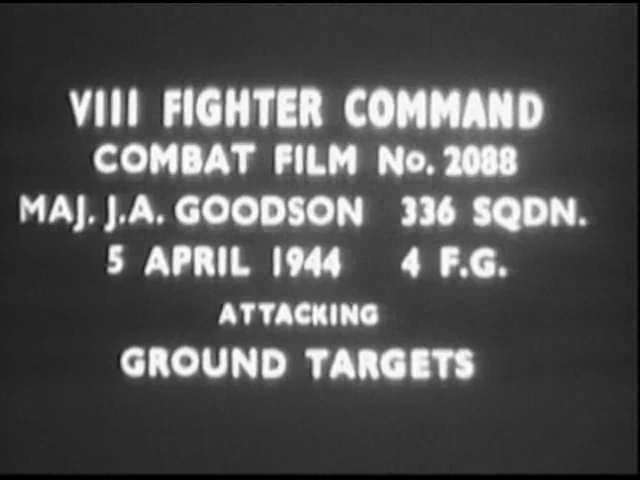 VIII FIGHTER COMMAND
COMBAT FILM No. 2088
MAJ. J.A. GOODSON 336 SQDN.
5 APRIL 1944 4 F.G.
ATTACKING
GROUND TARGETS